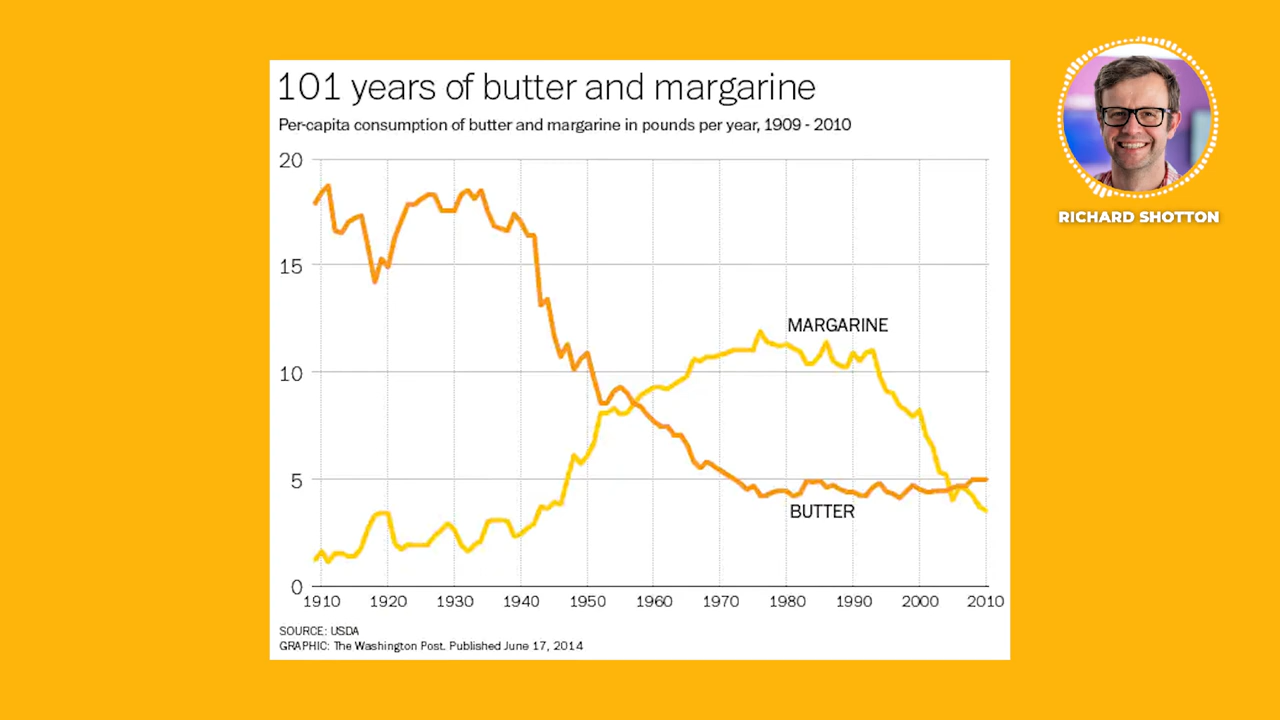 101 years of butter and margarine
Per-capita consumption of butter and margarine in pounds per year, 1909 - 2010
20
15
10
5
0
MARGARINE
BUTTER
1910 1920 1930 1940 1950 1960 1970 1980 1990 2000 2010
SOURCE: USDA
GRAPHIC: The Washington Post. Published June 17, 2014
RICHARD SHOTTON